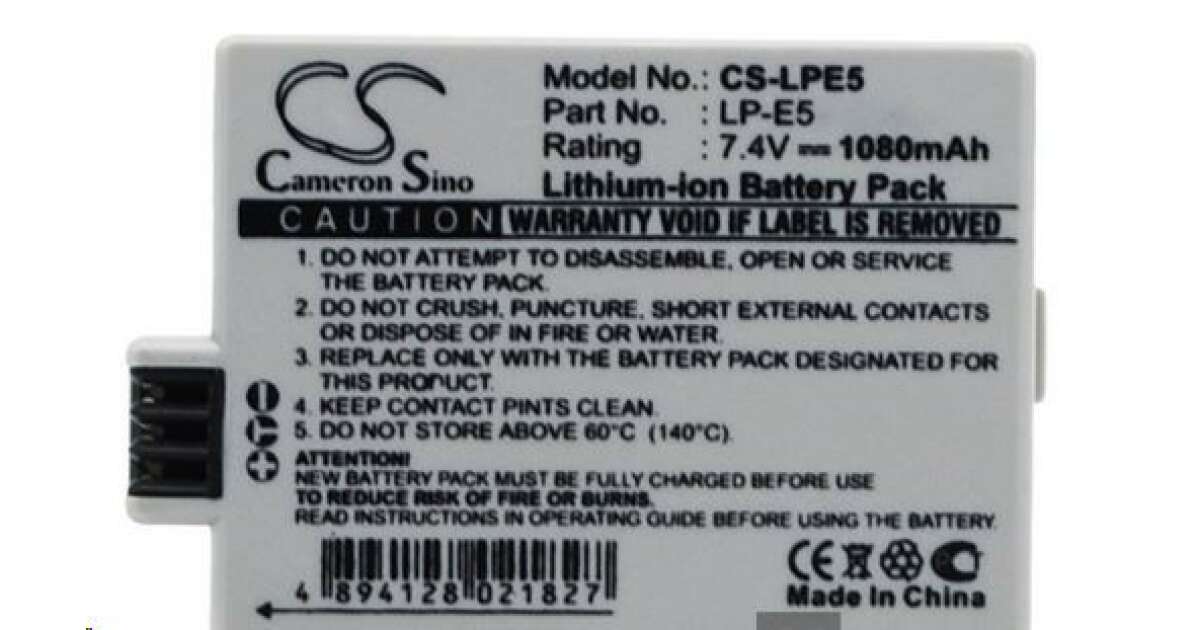 CS
Cameron Sino
Model No.: CS-LPE5
Part No. : LP-E5
Rating : 7.4V ⎓ 1080mAh
Lithium-ion Battery Pack
CAUTION WARRANTY VOID IF LABEL IS REMOVED
1. DO NOT ATTEMPT TO DISASSEMBLE, OPEN OR SERVICE
THE BATTERY PACK.
2. DO NOT CRUSH, PUNCTURE, SHORT EXTERNAL CONTACTS
OR DISPOSE OF IN FIRE OR WATER.
3. REPLACE ONLY WITH THE BATTERY PACK DESIGNATED FOR
THIS PRODUCT.
4. KEEP CONTACT PINTS CLEAN.
5. DO NOT STORE ABOVE 60°C (140°C).
ATTENTION!
NEW BATTERY PACK MUST BE FULLY CHARGED BEFORE USE
TO REDUCE RISK OF FIRE OR BURNS.
READ INSTRUCTIONS IN OPERATING GUIDE BEFORE USING THE BATTERY.
4 894128 021827
CE
Made In China